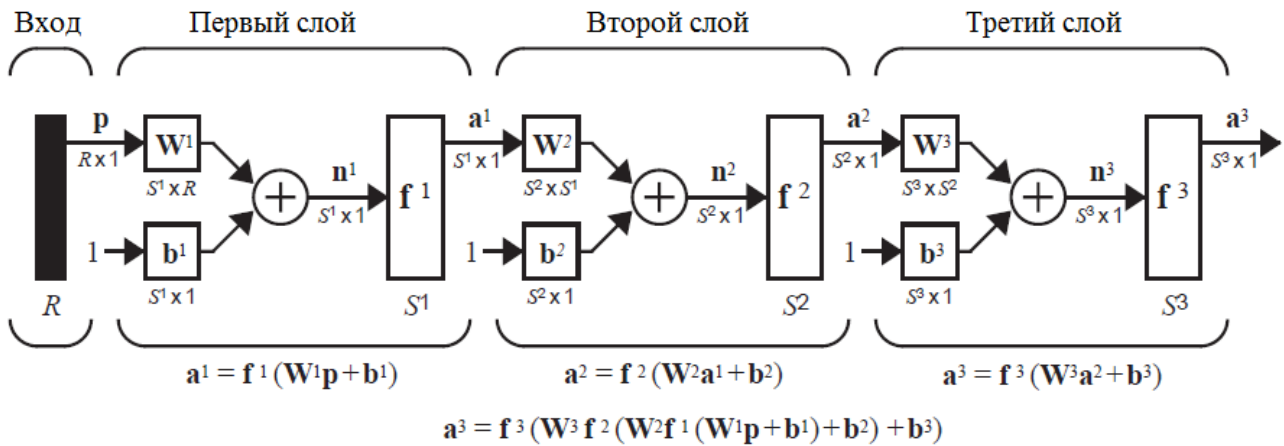 Вход Первый слой Второй слой Третий слой
p a¹ a² a³
W¹ W² W³
R x 1 S¹ x 1 S² x 1 S³ x 1
n¹ n² n³
S¹ x R f ¹ S² x S¹ f ² S³ x S² f ³
+ + +
S¹ x 1 S² x 1 S³ x 1
1 b¹ 1 b² 1 b³
S¹ x 1 S² x 1 S³ x 1
R S¹ S² S³
a¹ = f ¹ (W¹p + b¹) a² = f ² (W²a¹ + b²) a³ = f ³ (W³a² + b³)
a³ = f ³ (W³ f ² (W² f ¹ (W¹p + b¹) + b²) + b³)